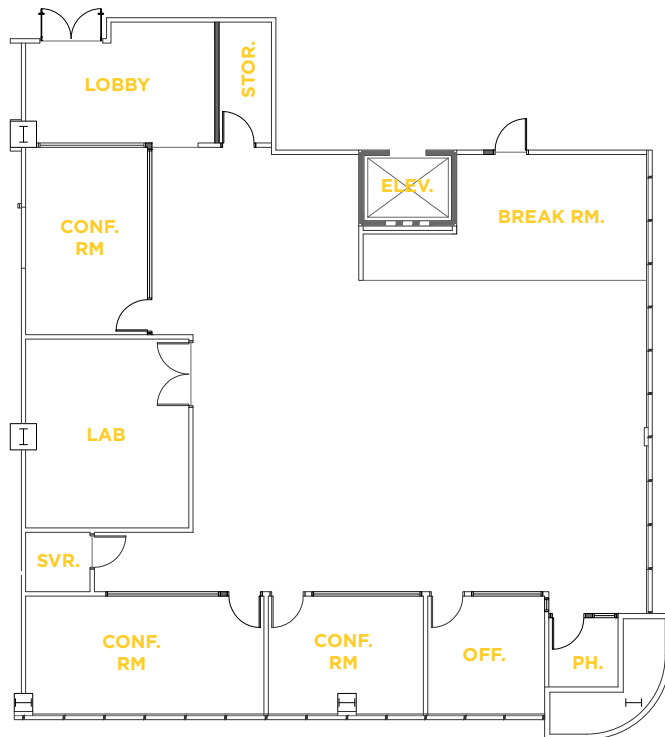 LOBBY
STOR.
ELEV.
BREAK RM.
CONF.
RM
LAB
SVR.
CONF.
RM
CONF.
RM
OFF.
PH.